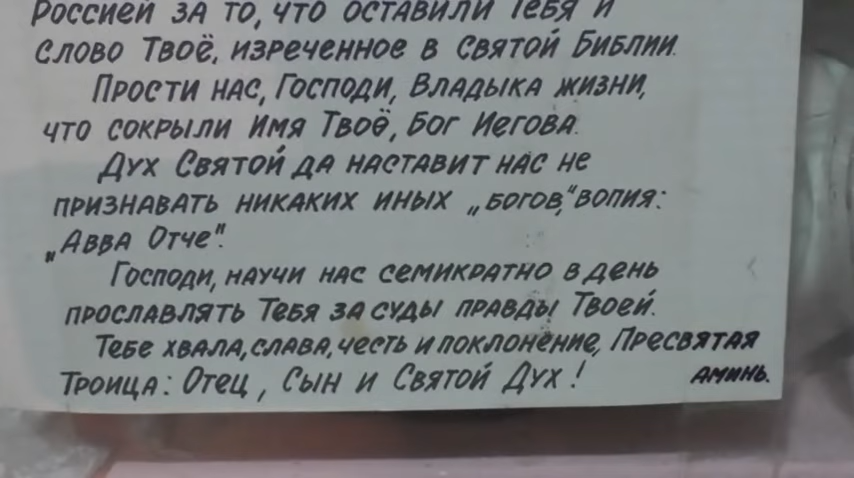 Россией за то, что оставили Тебя и
слово Твоё, изреченное в святой Библии.
Прости нас, Господи, Владыка жизни,
что сокрыли Имя Твоё, Бог Иегова.
Дух Святой да наставит нас не
признавать никаких иных „богов,“ вопия:
„Авва Отче“.
Господи, научи нас семикратно в день
прославлять Тебя за суды правды Твоей.
Тебе хвала, слава, честь и поклонение, Пресвятая
Троица: Отец, Сын и Святой Дух!
аминь.